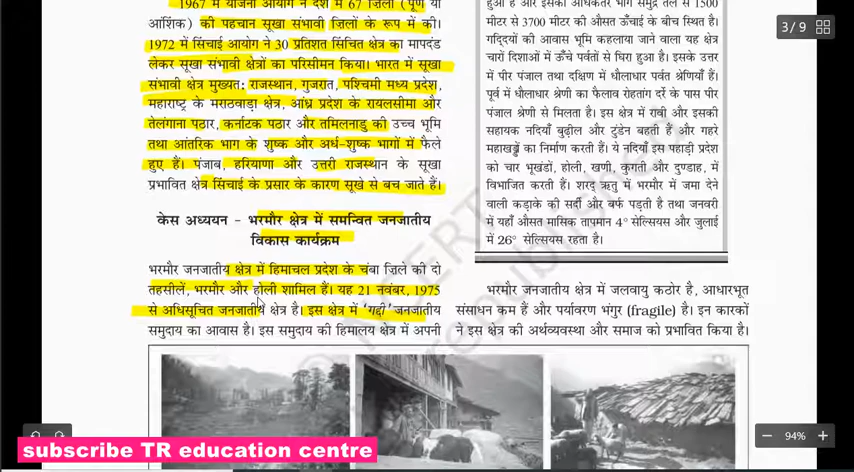 1967 में योजना आयोग ने देश में 67 ज़िलों (पूर्ण या
आंशिक) की पहचान सूखा संभावी ज़िलों के रूप में की।
1972 में सिंचाई आयोग ने 30 प्रतिशत सिंचित क्षेत्र का मापदंड
लेकर सूखा संभावी क्षेत्रों का परिसीमन किया। भारत में सूखा
संभावी क्षेत्र मुख्यत: राजस्थान, गुजरात, पश्चिमी मध्य प्रदेश,
महाराष्ट्र के मराठवाड़ा क्षेत्र, आंध्र प्रदेश के रायलसीमा और
तेलंगाना पठार, कर्नाटक पठार और तमिलनाडु की उच्च भूमि
तथा आंतरिक भाग के शुष्क और अर्ध-शुष्क भागों में फैले
हुए हैं। पंजाब, हरियाणा और उत्तरी राजस्थान के सूखा
प्रभावित क्षेत्र सिंचाई के प्रसार के कारण सूखे से बच जाते हैं।
केस अध्ययन - भरमौर क्षेत्र में समन्वित जनजातीय
विकास कार्यक्रम
भरमौर जनजातीय क्षेत्र में हिमाचल प्रदेश के चंबा ज़िले की दो
तहसीलें, भरमौर और होली शामिल हैं। यह 21 नवंबर, 1975
से अधिसूचित जनजातीय क्षेत्र है। इस क्षेत्र में 'गद्दी' जनजातीय
समुदाय का आवास है। इस समुदाय की हिमालय क्षेत्र में अपनी
हुआ है और इसका अधिकतर भाग समुद्र तल से 1500
मीटर से 3700 मीटर की औसत ऊँचाई के बीच स्थित है।
गद्दियों की आवास भूमि कहलाया जाने वाला यह क्षेत्र
चारों दिशाओं में ऊँचे पर्वतों से घिरा हुआ है। इसके उत्तर
में पीर पंजाल तथा दक्षिण में धौलाधार पर्वत श्रेणियाँ हैं।
पूर्व में धौलाधार श्रेणी का फैलाव रोहतांग दर्रे के पास पीर
पंजाल श्रेणी से मिलता है। इस क्षेत्र में रावी और इसकी
सहायक नदियाँ बुढ़ील और टुंडेन बहती हैं और गहरे
महाखड्डों का निर्माण करती हैं। ये नदियाँ इस पहाड़ी प्रदेश
को चार भूखंडों, होली, खणी, कुगती और दुण्डाह, में
विभाजित करती हैं। शरद् ऋतु में भरमौर में जमा देने
वाली कड़ाके की सर्दी और बर्फ पड़ती है तथा जनवरी
में यहाँ औसत मासिक तापमान 4° सेल्सियस और जुलाई
में 26° सेल्सियस रहता है।
भरमौर जनजातीय क्षेत्र में जलवायु कठोर है, आधारभूत
संसाधन कम हैं और पर्यावरण भंगुर (fragile) है। इन कारकों
ने इस क्षेत्र की अर्थव्यवस्था और समाज को प्रभावित किया है।
3 / 9
94%
subscribe TR education centre